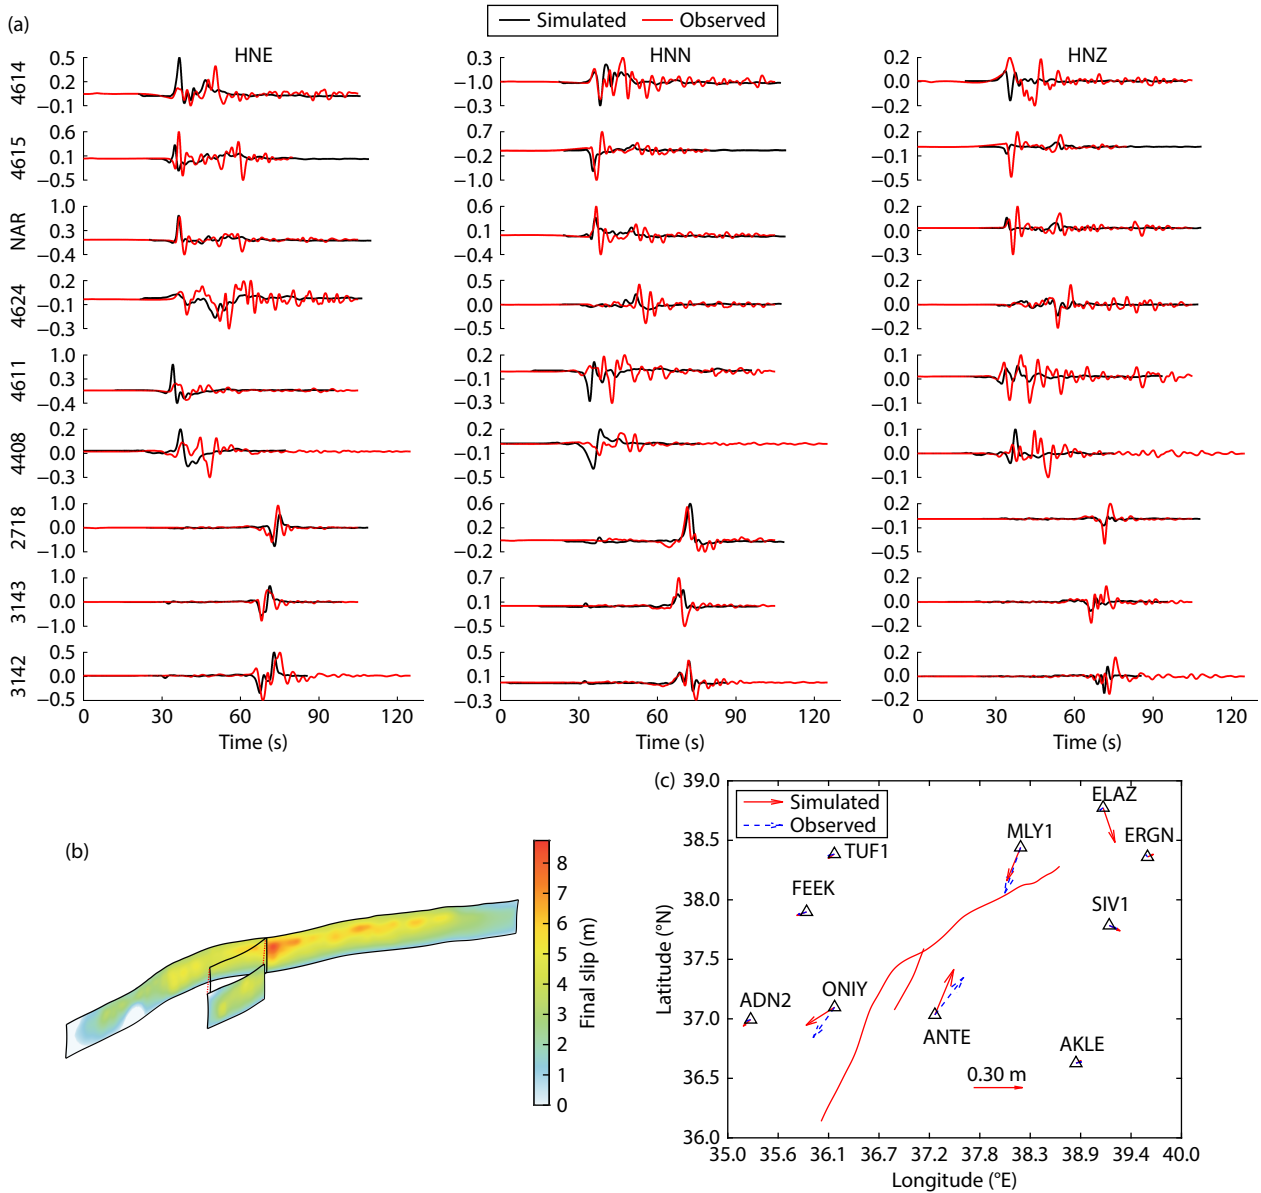 (a)
Simulated Observed
HNE HNN HNZ
4614
0.5 0.2 −0.1
0.3 −1.0 −0.3
0.2 0.0 −0.2
4615
0.6 0.1 −0.5
0.7 −0.2 −1.0
0.2 −0.1 −0.5
NAR
1.0 0.3 −0.4
0.6 0.1 −0.4
0.2 0.0 −0.3
4624
0.2 −0.1 −0.3
0.5 0.0 −0.4
0.2 0.0 −0.2
4611
1.0 0.3 −0.4
0.2 −0.1 −0.3
0.1 0.0 −0.1
4408
0.2 0.0 −0.3
0.2 −0.1 −0.5
0.1 0.0 −0.1
2718
1.0 0.0 −1.0
0.6 0.2 −0.2
0.2 −0.1 −0.5
3143
1.0 0.0 −1.0
0.7 0.1 −0.5
0.2 0.0 −0.2
3142
0.5 0.0 −0.5
0.5 0.1 −0.3
0.2 0.0 −0.2
0 30 60 90 120
0 30 60 90 120
0 30 60 90 120
Time (s) Time (s) Time (s)
(b)
8
7
6
5
4
3
2
1
0
Final slip (m)
(c)
39.0
38.5
38.0
37.5
37.0
36.5
36.0
Latitude (°N)
Simulated
Observed
ELAZ
MLY1
ERGN
TUF1
FEEK
SIV1
ADN2
ONIY
ANTE
AKLE
0.30 m
35.0 35.6 36.1 36.7 37.2 37.8 38.3 38.9 39.4 40.0
Longitude (°E)